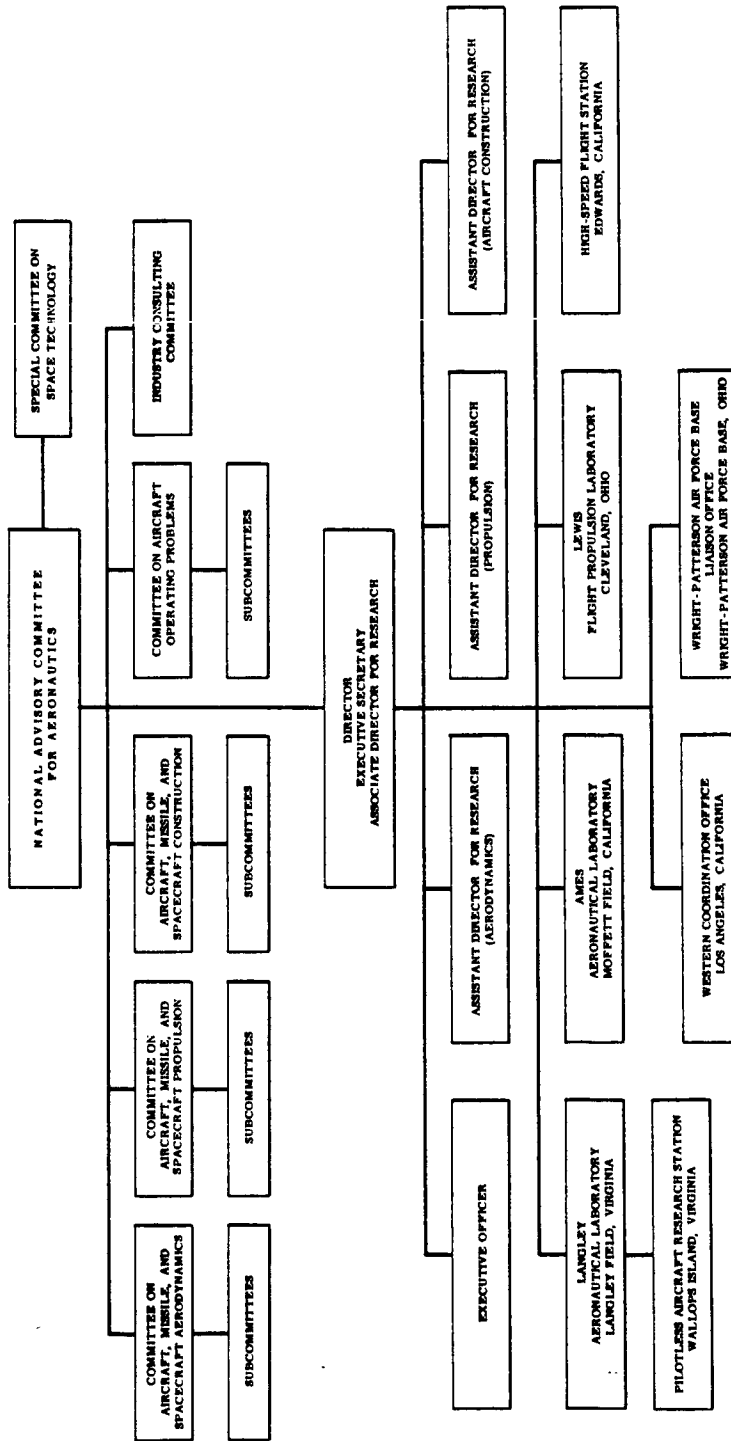 NATIONAL ADVISORY COMMITTEE
FOR AERONAUTICS
SPECIAL COMMITTEE ON
SPACE TECHNOLOGY
COMMITTEE ON
AIRCRAFT, MISSILE, AND
SPACECRAFT AERODYNAMICS
COMMITTEE ON
AIRCRAFT, MISSILE, AND
SPACECRAFT PROPULSION
COMMITTEE ON
AIRCRAFT, MISSILE, AND
SPACECRAFT CONSTRUCTION
COMMITTEE ON AIRCRAFT
OPERATING PROBLEMS
INDUSTRY CONSULTING
COMMITTEE
SUBCOMMITTEES
SUBCOMMITTEES
SUBCOMMITTEES
SUBCOMMITTEES
DIRECTOR
EXECUTIVE SECRETARY
ASSOCIATE DIRECTOR FOR RESEARCH
EXECUTIVE OFFICER
ASSISTANT DIRECTOR FOR RESEARCH
(AERODYNAMICS)
ASSISTANT DIRECTOR FOR RESEARCH
(PROPULSION)
ASSISTANT DIRECTOR FOR RESEARCH
(AIRCRAFT CONSTRUCTION)
LANGLEY
AERONAUTICAL LABORATORY
LANGLEY FIELD, VIRGINIA
AMES
AERONAUTICAL LABORATORY
MOFFETT FIELD, CALIFORNIA
LEWIS
FLIGHT PROPULSION LABORATORY
CLEVELAND, OHIO
HIGH-SPEED FLIGHT STATION
EDWARDS, CALIFORNIA
PILOTLESS AIRCRAFT RESEARCH STATION
WALLOPS ISLAND, VIRGINIA
WESTERN COORDINATION OFFICE
LOS ANGELES, CALIFORNIA
WRIGHT-PATTERSON AIR FORCE BASE
LIAISON OFFICE
WRIGHT-PATTERSON AIR FORCE BASE, OHIO